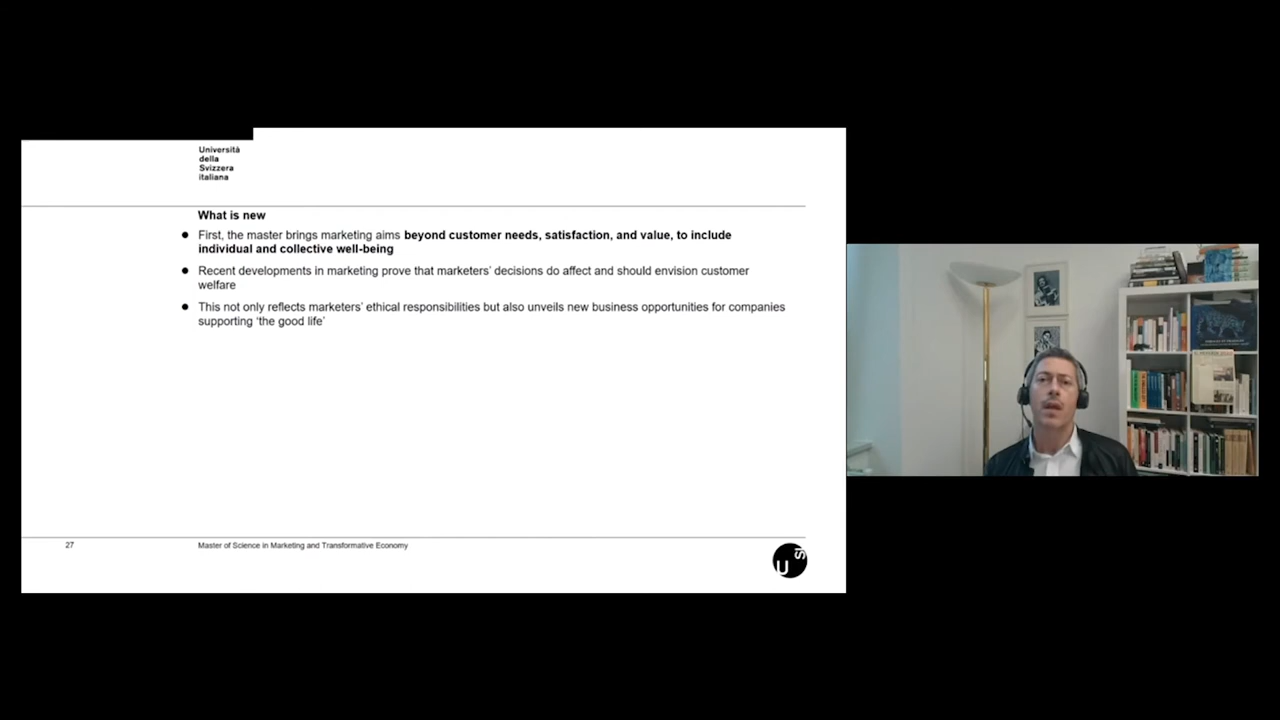 Università
della
Svizzera
italiana
What is new
First, the master brings marketing aims beyond customer needs, satisfaction, and value, to include
individual and collective well-being
Recent developments in marketing prove that marketers' decisions do affect and should envision customer
welfare
This not only reflects marketers' ethical responsibilities but also unveils new business opportunities for companies
supporting 'the good life'
27
Master of Science in Marketing and Transformative Economy
U
SI